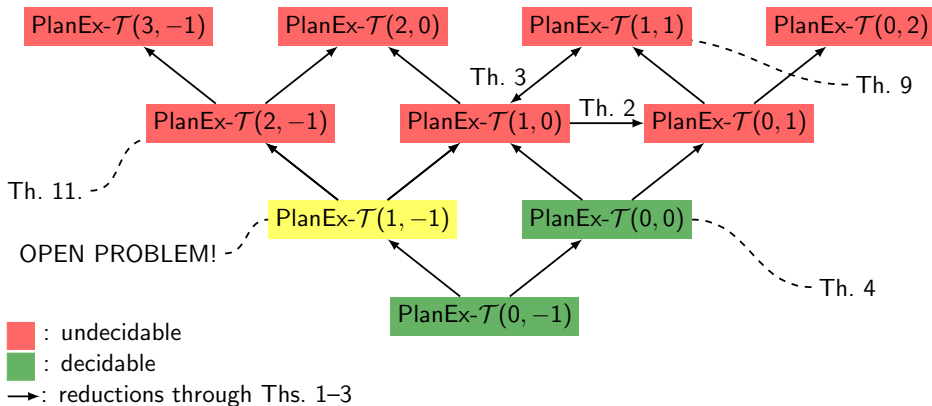 PlanEx-𝒯(3, −1) PlanEx-𝒯(2, 0) PlanEx-𝒯(1, 1) PlanEx-𝒯(0, 2)
Th. 3
Th. 9
Th. 2
PlanEx-𝒯(2, −1) PlanEx-𝒯(1, 0) PlanEx-𝒯(0, 1)
Th. 11.
PlanEx-𝒯(1, −1) PlanEx-𝒯(0, 0)
OPEN PROBLEM!
Th. 4
PlanEx-𝒯(0, −1)
: undecidable
: decidable
: reductions through Ths. 1–3